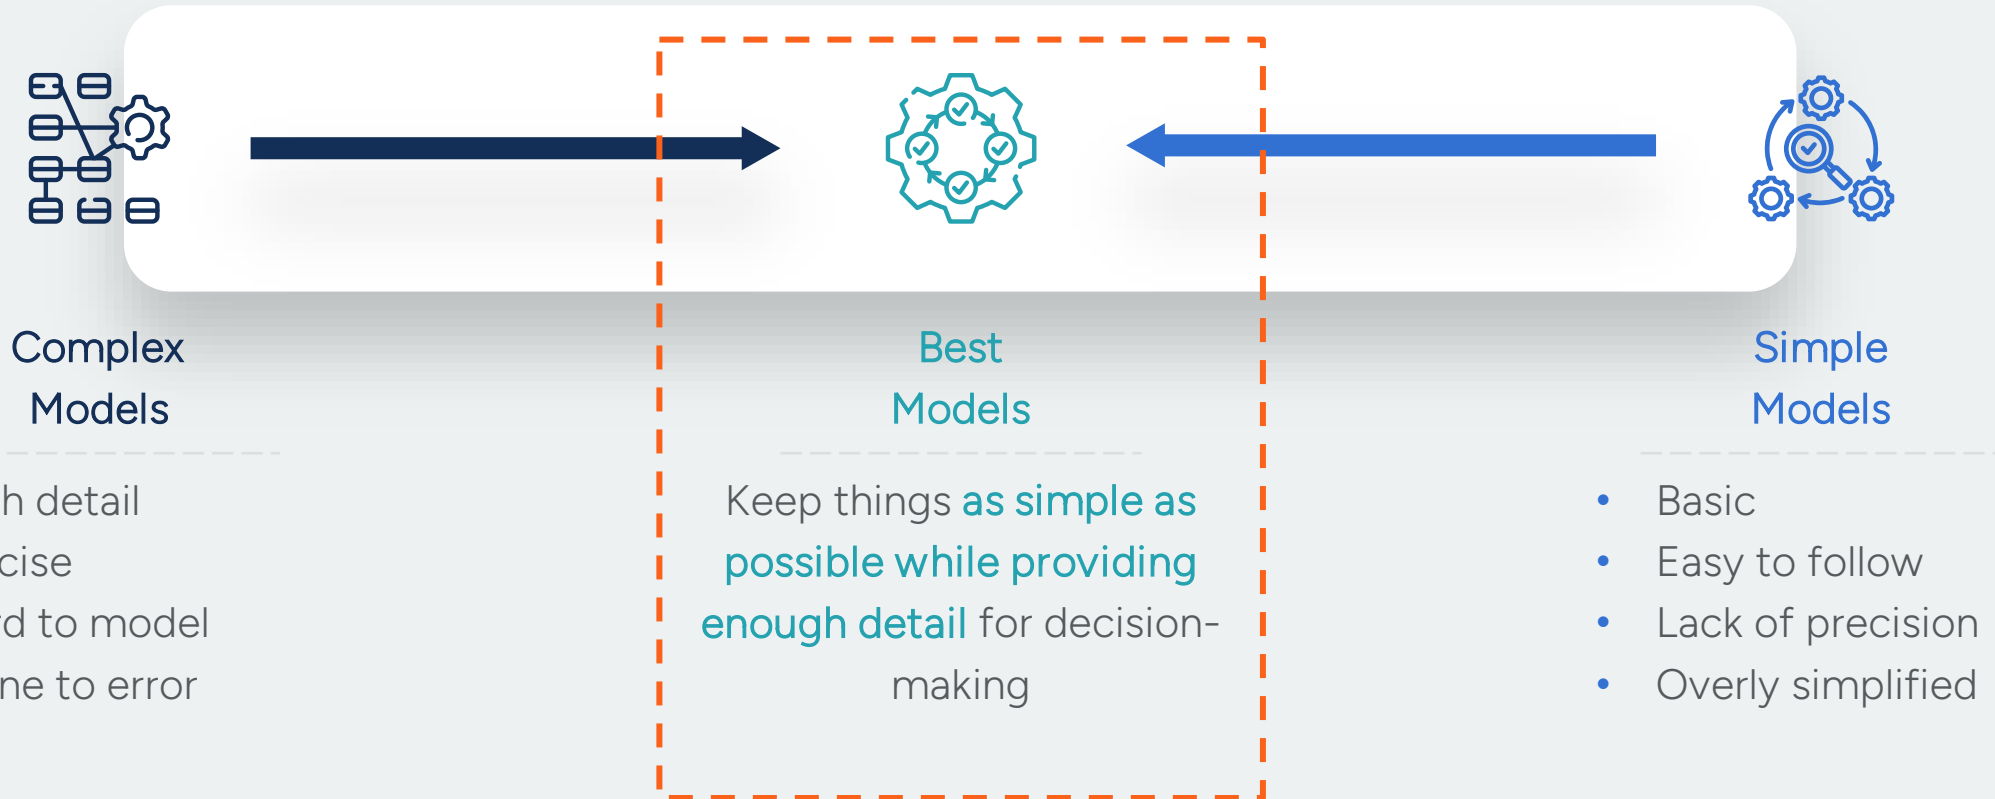 Complex
Models
h detail
cise
d to model
ne to error
Best
Models
Keep things as simple as
possible while providing
enough detail for decision-
making
Simple
Models
• Basic
• Easy to follow
• Lack of precision
• Overly simplified